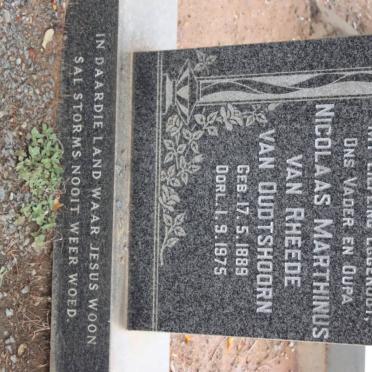 ONS VADER EN OUPA
NICOLAAS MARTHINUS
VAN RHEEDE
VAN OUDTSHOORN
GEB. 17. 5. 1889
OORL. 1. 9. 1975
IN DAARDIE LAND WAAR JESUS WOON
SAL STORMS NOOIT WEER WOED.